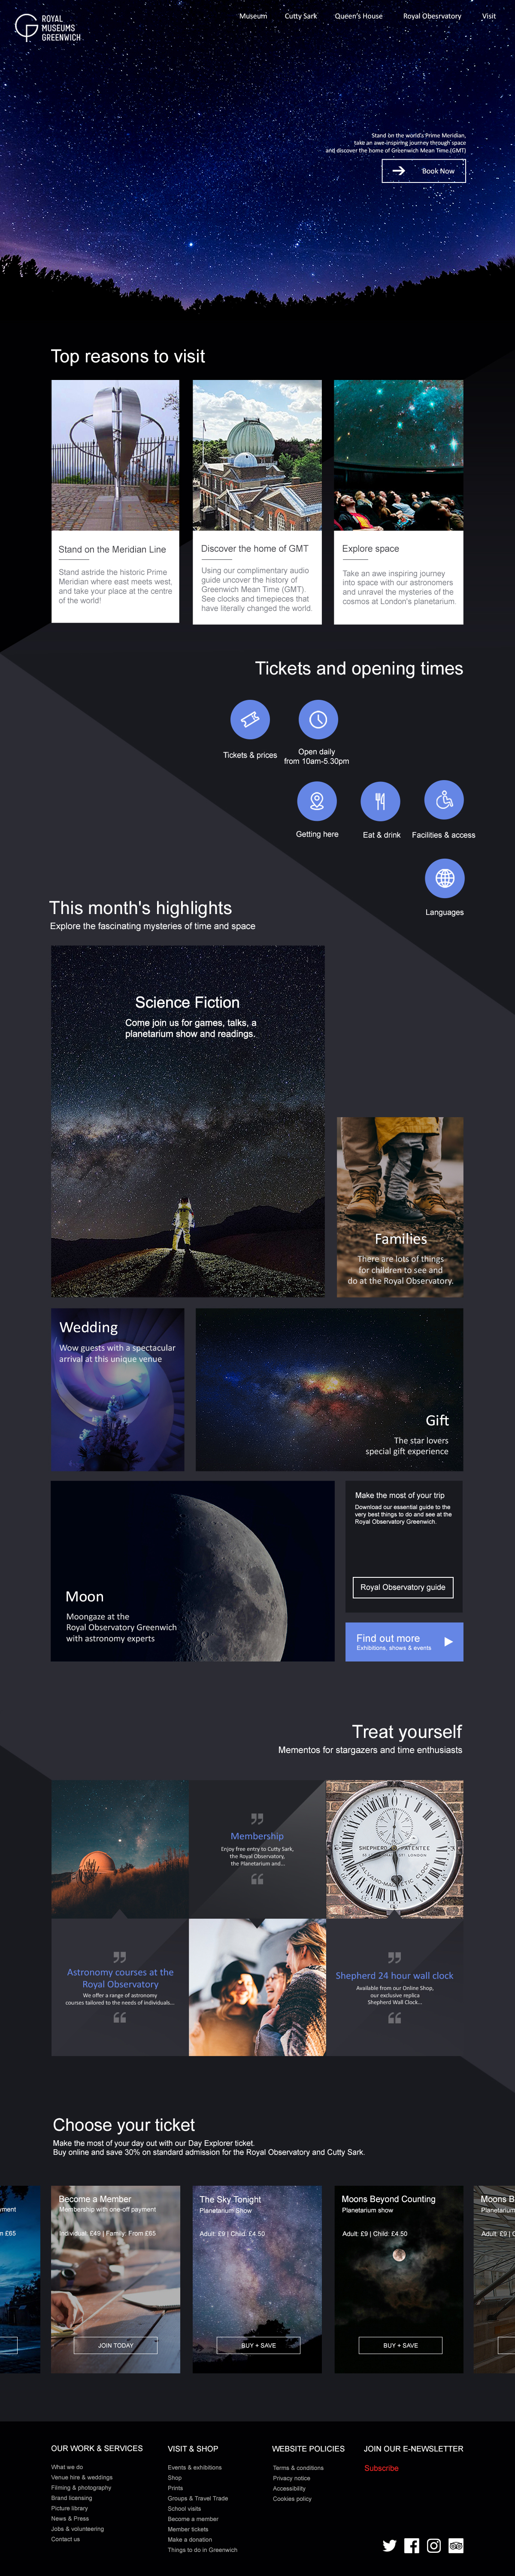 ROYAL
MUSEUMS
GREENWICH
Museum Cutty Sark Queen's House Royal Obesrvatory Visit
Stand on the world's Prime Meridian,
take an awe-inspiring journey through space
and discover the home of Greenwich Mean Time.(GMT)
Book Now
Top reasons to visit
Stand on the Meridian Line
Stand astride the historic Prime
Meridian where east meets west,
and take your place at the centre
of the world!
Discover the home of GMT
Using our complimentary audio
guide uncover the history of
Greenwich Mean Time (GMT).
See clocks and timepieces that
have literally changed the world.
Explore space
Take an awe inspiring journey
into space with our astronomers
and unravel the mysteries of the
cosmos at London's planetarium.
Tickets and opening times
Tickets & prices
Open daily
from 10am-5.30pm
Getting here
Eat & drink
Facilities & access
Languages
This month's highlights
Explore the fascinating mysteries of time and space
Science Fiction
Come join us for games, talks, a
planetarium show and readings.
Families
There are lots of things
for children to see and
do at the Royal Observatory.
Wedding
Wow guests with a spectacular
arrival at this unique venue
Gift
The star lovers
special gift experience
Moon
Moongaze at the
Royal Observatory Greenwich
with astronomy experts
Make the most of your trip
Download our essential guide to the
very best things to do and see at the
Royal Observatory Greenwich.
Royal Observatory guide
Find out more
Exhibitions, shows & events
Treat yourself
Mementos for stargazers and time enthusiasts
Membership
Enjoy free entry to Cutty Sark,
the Royal Observatory,
the Planetarium and...
SHEPHERD PATENTEE
LONDON
GALVANO-MAGNETIC CLOCK
Astronomy courses at the
Royal Observatory
We offer a range of astronomy
courses tailored to the needs of individuals...
Shepherd 24 hour wall clock
Available from our Online Shop,
our exclusive replica
Shepherd Wall Clock...
Choose your ticket
Make the most of your day out with our Day Explorer ticket.
Buy online and save 30% on standard admission for the Royal Observatory and Cutty Sark.
yment
n £65
Become a Member
Membership with one-off payment
Individual: £49 | Family: From £65
JOIN TODAY
The Sky Tonight
Planetarium Show
Adult: £9 | Child: £4.50
BUY + SAVE
Moons Beyond Counting
Planetarium show
Adult: £9 | Child: £4.50
BUY + SAVE
Moons B
Planetarium
Adult: £9 | C
OUR WORK & SERVICES
What we do
Venue hire & weddings
Filming & photography
Brand licensing
Picture library
News & Press
Jobs & volunteering
Contact us
VISIT & SHOP
Events & exhibitions
Shop
Prints
Groups & Travel Trade
School visits
Become a member
Member tickets
Make a donation
Things to do in Greenwich
WEBSITE POLICIES
Terms & conditions
Privacy notice
Accessibility
Cookies policy
JOIN OUR E-NEWSLETTER
Subscribe